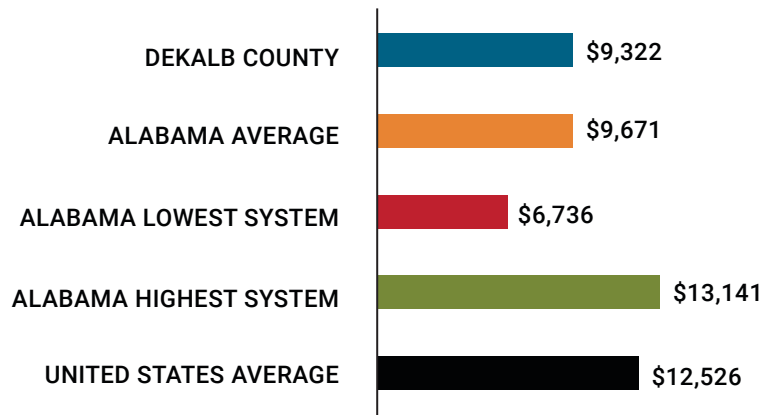 DEKALB COUNTY $9,322
ALABAMA AVERAGE $9,671
ALABAMA LOWEST SYSTEM $6,736
ALABAMA HIGHEST SYSTEM $13,141
UNITED STATES AVERAGE $12,526